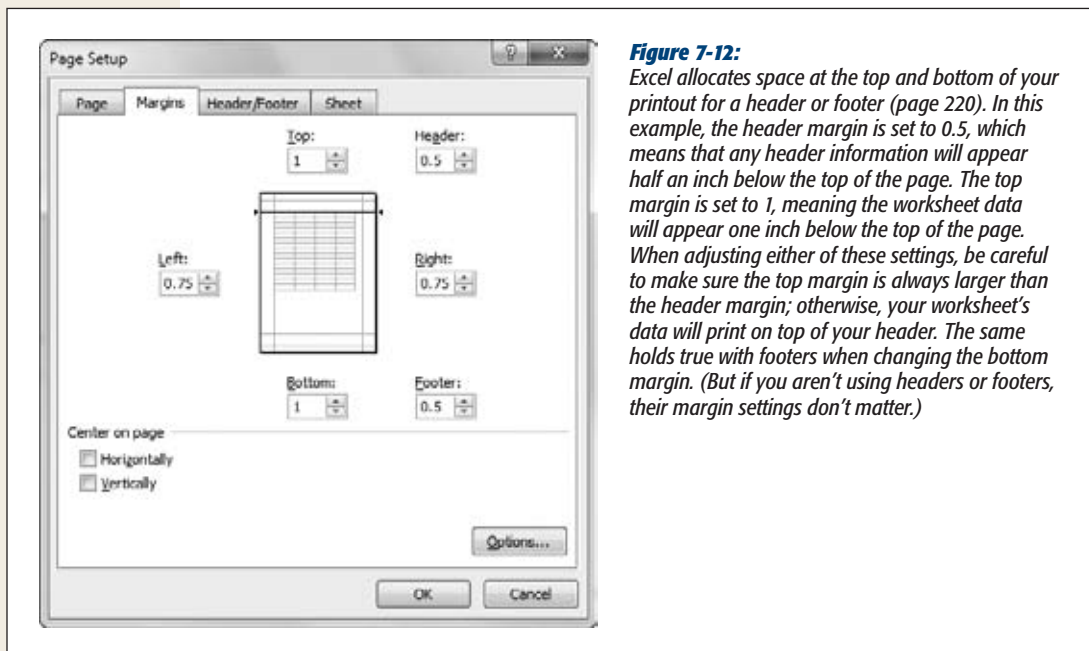 Page Setup
Page Margins Header/Footer Sheet
Top: Header:
1 0.5
Left: Right:
0.75 0.75
Bottom: Footer:
1 0.5
Center on page
Horizontally
Vertically
Options...
OK Cancel
Figure 7-12:
Excel allocates space at the top and bottom of your
printout for a header or footer (page 220). In this
example, the header margin is set to 0.5, which
means that any header information will appear
half an inch below the top of the page. The top
margin is set to 1, meaning the worksheet data
will appear one inch below the top of the page.
When adjusting either of these settings, be careful
to make sure the top margin is always larger than
the header margin; otherwise, your worksheet's
data will print on top of your header. The same
holds true with footers when changing the bottom
margin. (But if you aren't using headers or footers,
their margin settings don't matter.)